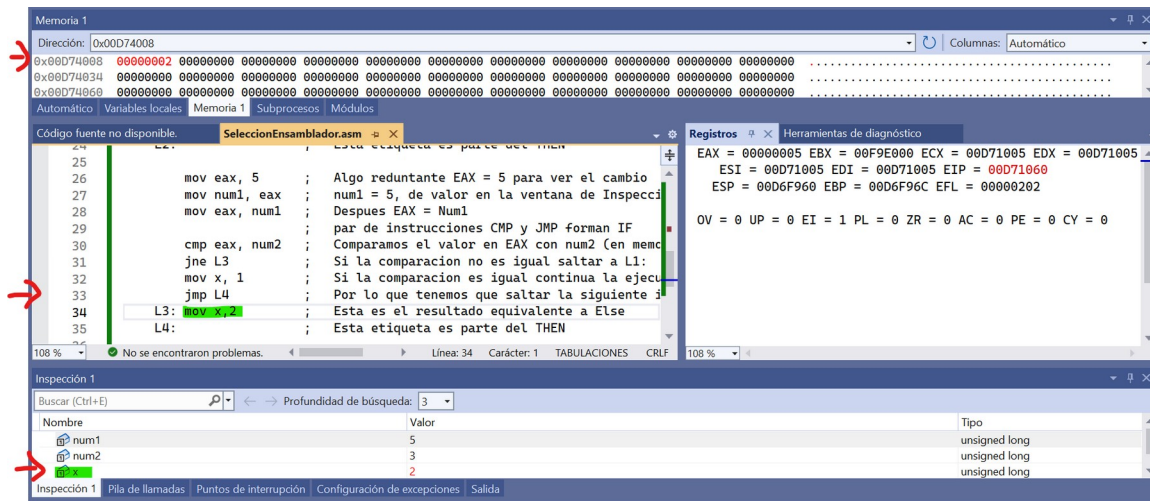 Memoria 1
Dirección: 0x00D74008 Columnas: Automático
0x00D74008 00000002 00000000 00000000 00000000 00000000 00000000 00000000 00000000 00000000 00000000 00000000 ............................................
0x00D74034 00000000 00000000 00000000 00000000 00000000 00000000 00000000 00000000 00000000 00000000 00000000 ............................................
0x00D74060 00000000 00000000 00000000 00000000 00000000 00000000 00000000 00000000 00000000 00000000 00000000 ............................................
Automático Variables locales Memoria 1 Subprocesos Módulos
Código fuente no disponible. SeleccionEnsamblador.asm
24 L2: ; Esta etiqueta es parte del THEN
25
26 mov eax, 5 ; Algo reduntante EAX = 5 para ver el cambio
27 mov num1, eax ; num1 = 5, de valor en la ventana de Inspecci
28 mov eax, num1 ; Despues EAX = Num1
29 ; par de instrucciones CMP y JMP forman IF
30 cmp eax, num2 ; Comparamos el valor en EAX con num2 (en memo
31 jne L3 ; Si la comparacion no es igual saltar a L1:
32 mov x, 1 ; Si la comparacion es igual continua la ejecu
33 jmp L4 ; Por lo que tenemos que saltar la siguiente i
34 L3: mov x,2 ; Este es el resultado equivalente a Else
35 L4: ; Esta etiqueta es parte del THEN
108 % No se encontraron problemas. Línea: 34 Carácter: 1 TABULACIONES CRLF
Registros Herramientas de diagnóstico
EAX = 00000005 EBX = 00F9E000 ECX = 00D71005 EDX = 00D71005
ESI = 00D71005 EDI = 00D71005 EIP = 00D71060
ESP = 00D6F960 EBP = 00D6F96C EFL = 00000202
OV = 0 UP = 0 EI = 1 PL = 0 ZR = 0 AC = 0 PE = 0 CY = 0
108 %
Inspección 1
Buscar (Ctrl+E) Profundidad de búsqueda: 3
Nombre Valor Tipo
num1 5 unsigned long
num2 3 unsigned long
x 2 unsigned long
Inspección 1 Pila de llamadas Puntos de interrupción Configuración de excepciones Salida